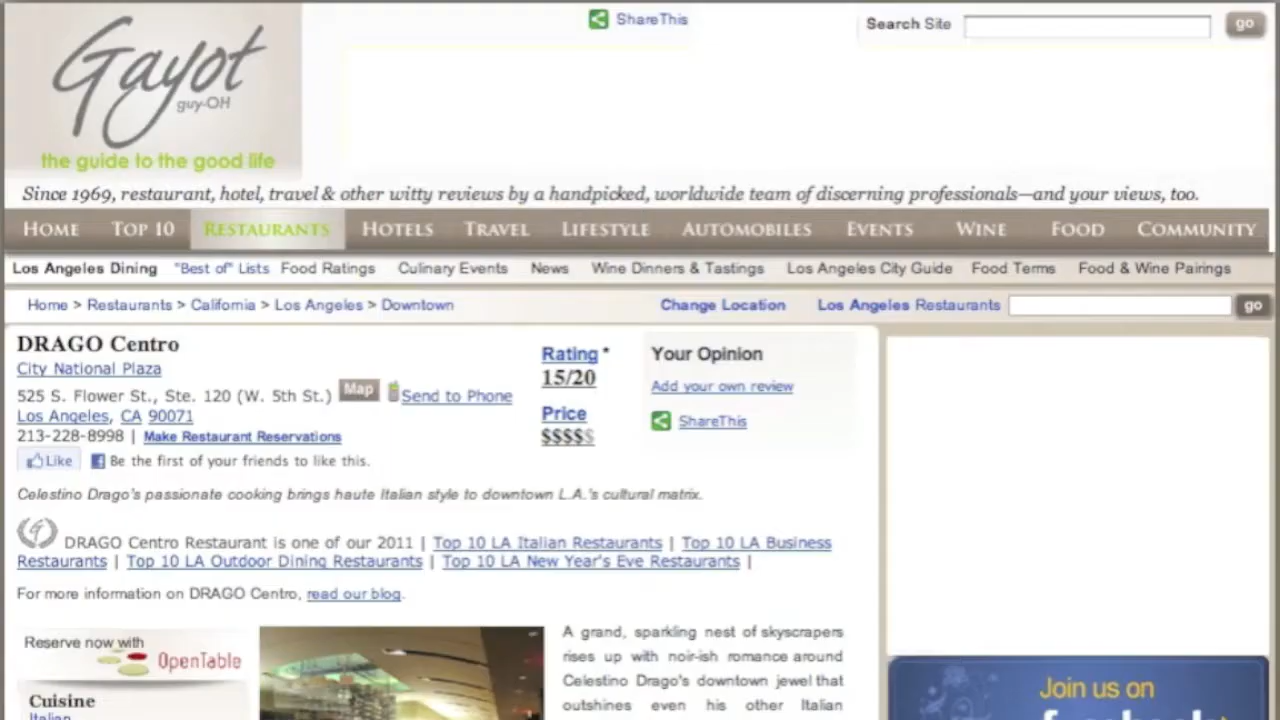 Gayot
guy-OH
the guide to the good life
ShareThis
Search Site
go
Since 1969, restaurant, hotel, travel & other witty reviews by a handpicked, worldwide team of discerning professionals—and your views, too.
HOME TOP 10 RESTAURANTS HOTELS TRAVEL LIFESTYLE AUTOMOBILES EVENTS WINE FOOD COMMUNITY
Los Angeles Dining "Best of" Lists Food Ratings Culinary Events News Wine Dinners & Tastings Los Angeles City Guide Food Terms Food & Wine Pairings
Home > Restaurants > California > Los Angeles > Downtown Change Location Los Angeles Restaurants go
DRAGO Centro
City National Plaza
525 S. Flower St., Ste. 120 (W. 5th St.) Map Send to Phone
Los Angeles, CA 90071
213-228-8998 | Make Restaurant Reservations
Like Be the first of your friends to like this.
Rating *
15/20
Price
$$$$$
Your Opinion
Add your own review
ShareThis
Celestino Drago's passionate cooking brings haute Italian style to downtown L.A.'s cultural matrix.
G DRAGO Centro Restaurant is one of our 2011 | Top 10 LA Italian Restaurants | Top 10 LA Business
Restaurants | Top 10 LA Outdoor Dining Restaurants | Top 10 LA New Year's Eve Restaurants |
For more information on DRAGO Centro, read our blog.
Reserve now with
OpenTable
Cuisine
Italian
A grand, sparkling nest of skyscrapers
rises up with noir-ish romance around
Celestino Drago's downtown jewel that
outshines even his other Italian
Join us on